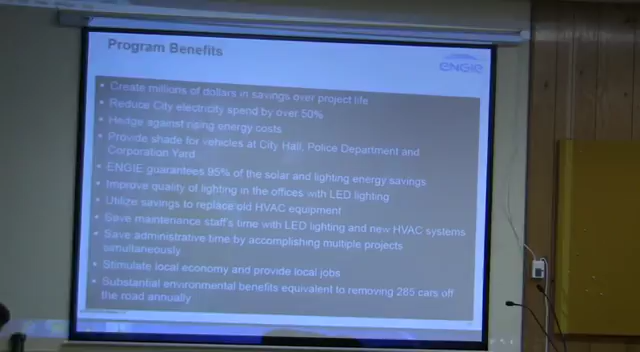 Program Benefits
ENGIE
• Create millions of dollars in savings over project life
• Reduce City electricity spend by over 50%
• Hedge against rising energy costs
• Provide shade for vehicles at City Hall, Police Department and
Corporation Yard
• ENGIE guarantees 95% of the solar and lighting energy savings
• Improve quality of lighting in the offices with LED lighting
• Utilize savings to replace old HVAC equipment
• Save maintenance staff's time with LED lighting and new HVAC systems
• Save administrative time by accomplishing multiple projects
simultaneously
• Stimulate local economy and provide local jobs
• Substantial environmental benefits equivalent to removing 285 cars off
the road annually